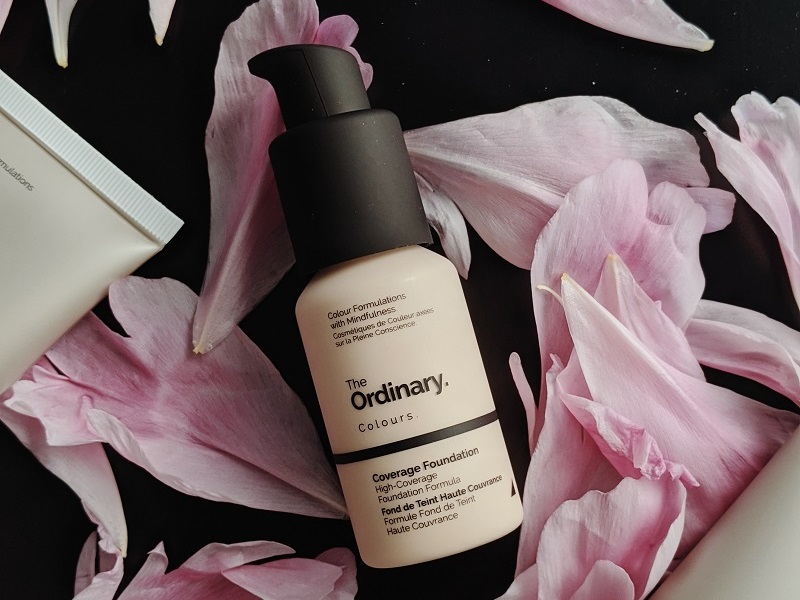 mulations
Colour Formulations
with Mindfulness
Cosmétiques de Couleur axées
sur la Pleine Conscience
The
Ordinary.
Colours.
Coverage Foundation
High-Coverage
Foundation Formula
Fond de Teint Haute Couvrance
Formule Fond de Teint
Haute Couvrance